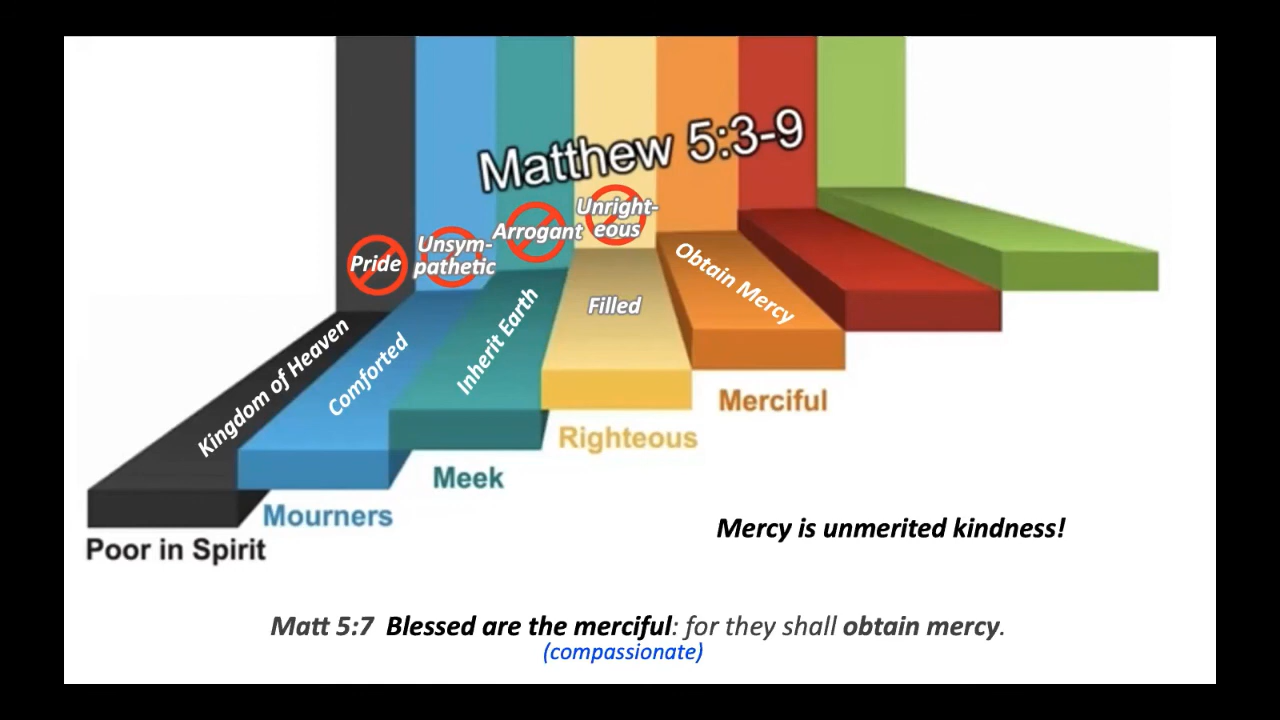 Matthew 5:3-9
Unright-
eous
Arrogant
Unsym-
pathetic
Pride
Kingdom of Heaven
Comforted
Inherit Earth
Filled
Obtain Mercy
Merciful
Righteous
Meek
Mourners
Poor in Spirit
Mercy is unmerited kindness!
Matt 5:7 Blessed are the merciful: for they shall obtain mercy.
(compassionate)